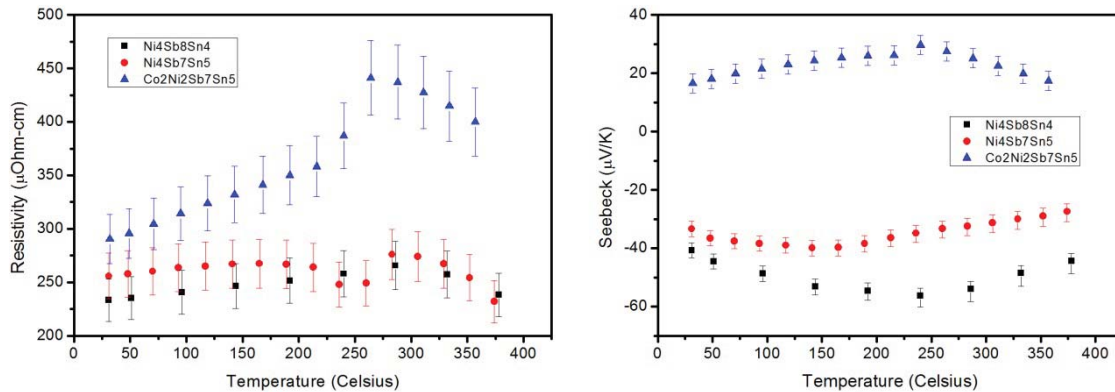 500
450
400
350
300
250
200
Resistivity (μOhm-cm)
Ni4Sb8Sn4
Ni4Sb7Sn5
Co2Ni2Sb7Sn5
0 50 100 150 200 250 300 350 400
Temperature (Celsius)
40
20
0
-20
-40
-60
Seebeck (μV/K)
Ni4Sb8Sn4
Ni4Sb7Sn5
Co2Ni2Sb7Sn5
0 50 100 150 200 250 300 350 400
Temperature (Celsius)